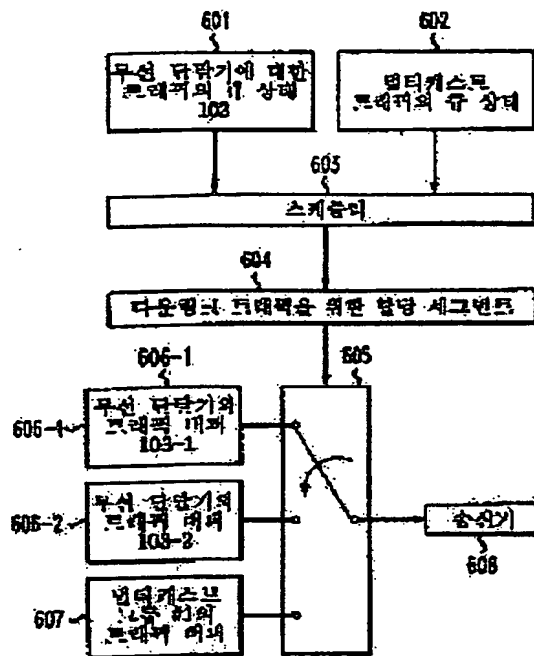 601
602
무선 단말기에 대한
트래픽의 큐 상태
103
멀티캐스트
트래픽의 큐 상태
603
스케줄러
604
다운링크 트래픽을 위한 할당 세그먼트
606-1
605
606-1
무선 단말기의
트래픽 버퍼
103-1
606-2
무선 단말기의
트래픽 버퍼
103-2
송신기
608
607
멀티캐스트
트래픽 버퍼